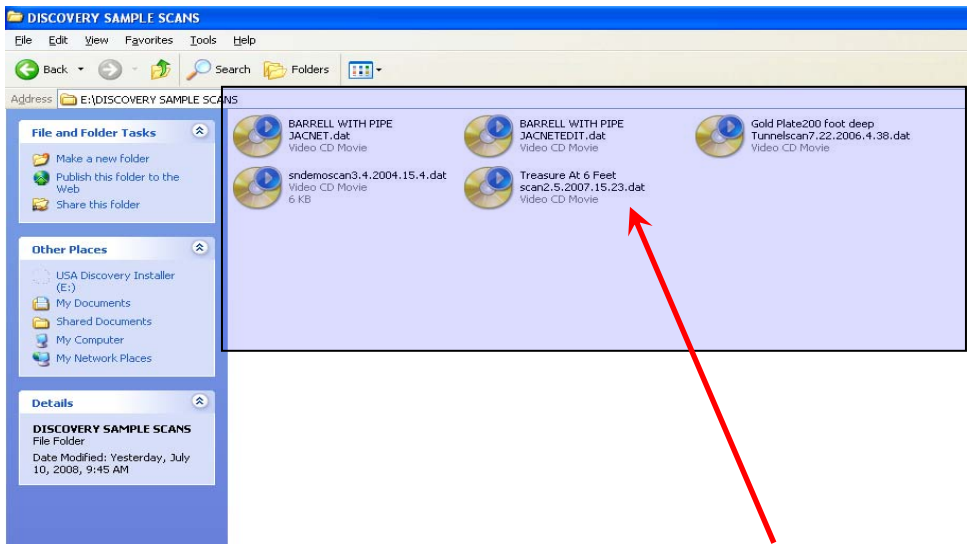 DISCOVERY SAMPLE SCANS
File Edit View Favorites Tools Help
Back Search Folders
Address E:\DISCOVERY SAMPLE SCANS
File and Folder Tasks
Make a new folder
Publish this folder to the
Web
Share this folder
Other Places
USA Discovery Installer
(E:)
My Documents
Shared Documents
My Computer
My Network Places
Details
DISCOVERY SAMPLE SCANS
File Folder
Date Modified: Yesterday, July
10, 2008, 9:45 AM
BARRELL WITH PIPE
JACNET.dat
Video CD Movie
BARRELL WITH PIPE
JACNETEDIT.dat
Video CD Movie
Gold Plate200 foot deep
Tunnelscan7.22.2006.4.38.dat
Video CD Movie
sndemoscan3.4.2004.15.4.dat
Video CD Movie
6 KB
Treasure At 6 Feet
scan2.5.2007.15.23.dat
Video CD Movie